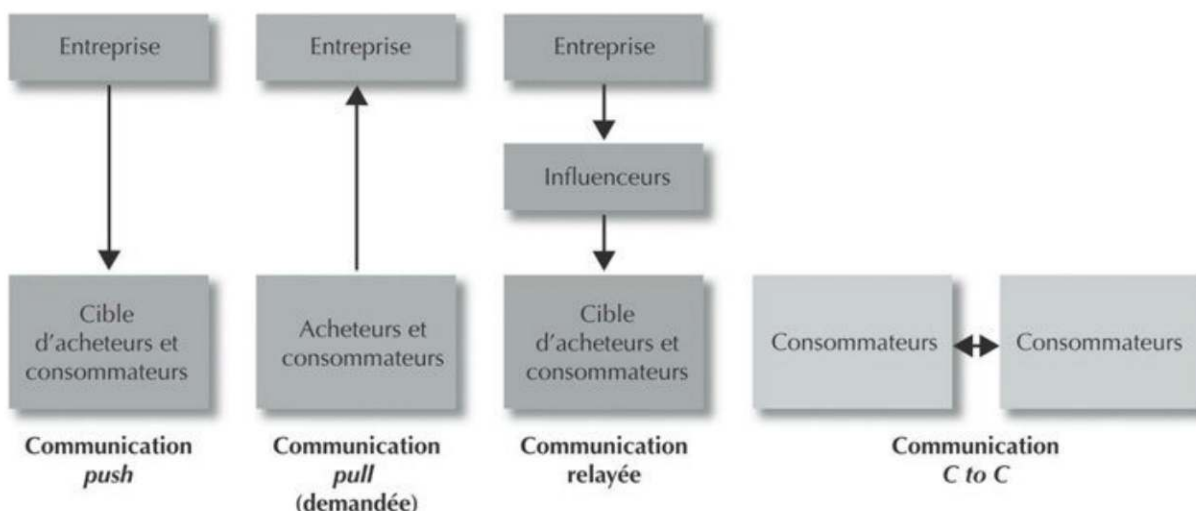 Entreprise
Entreprise
Entreprise
Influenceurs
Cible
d'acheteurs et
consommateurs
Acheteurs et
consommateurs
Cible
d'acheteurs et
consommateurs
Consommateurs
Consommateurs
Communication
push
Communication
pull
(demandée)
Communication
relayée
Communication
C to C